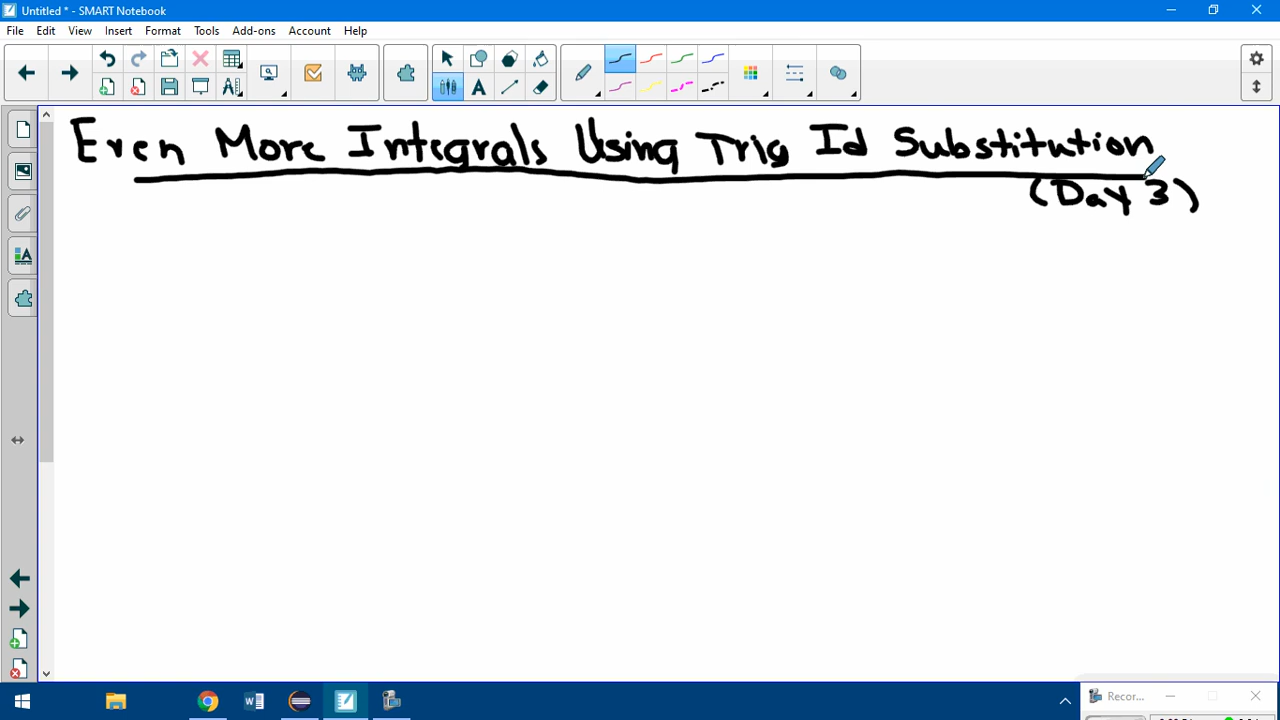 Untitled * - SMART Notebook
File Edit View Insert Format Tools Add-ons Account Help
Even More Integrals Using Trig Id Substitution
(Day 3)
Recor...